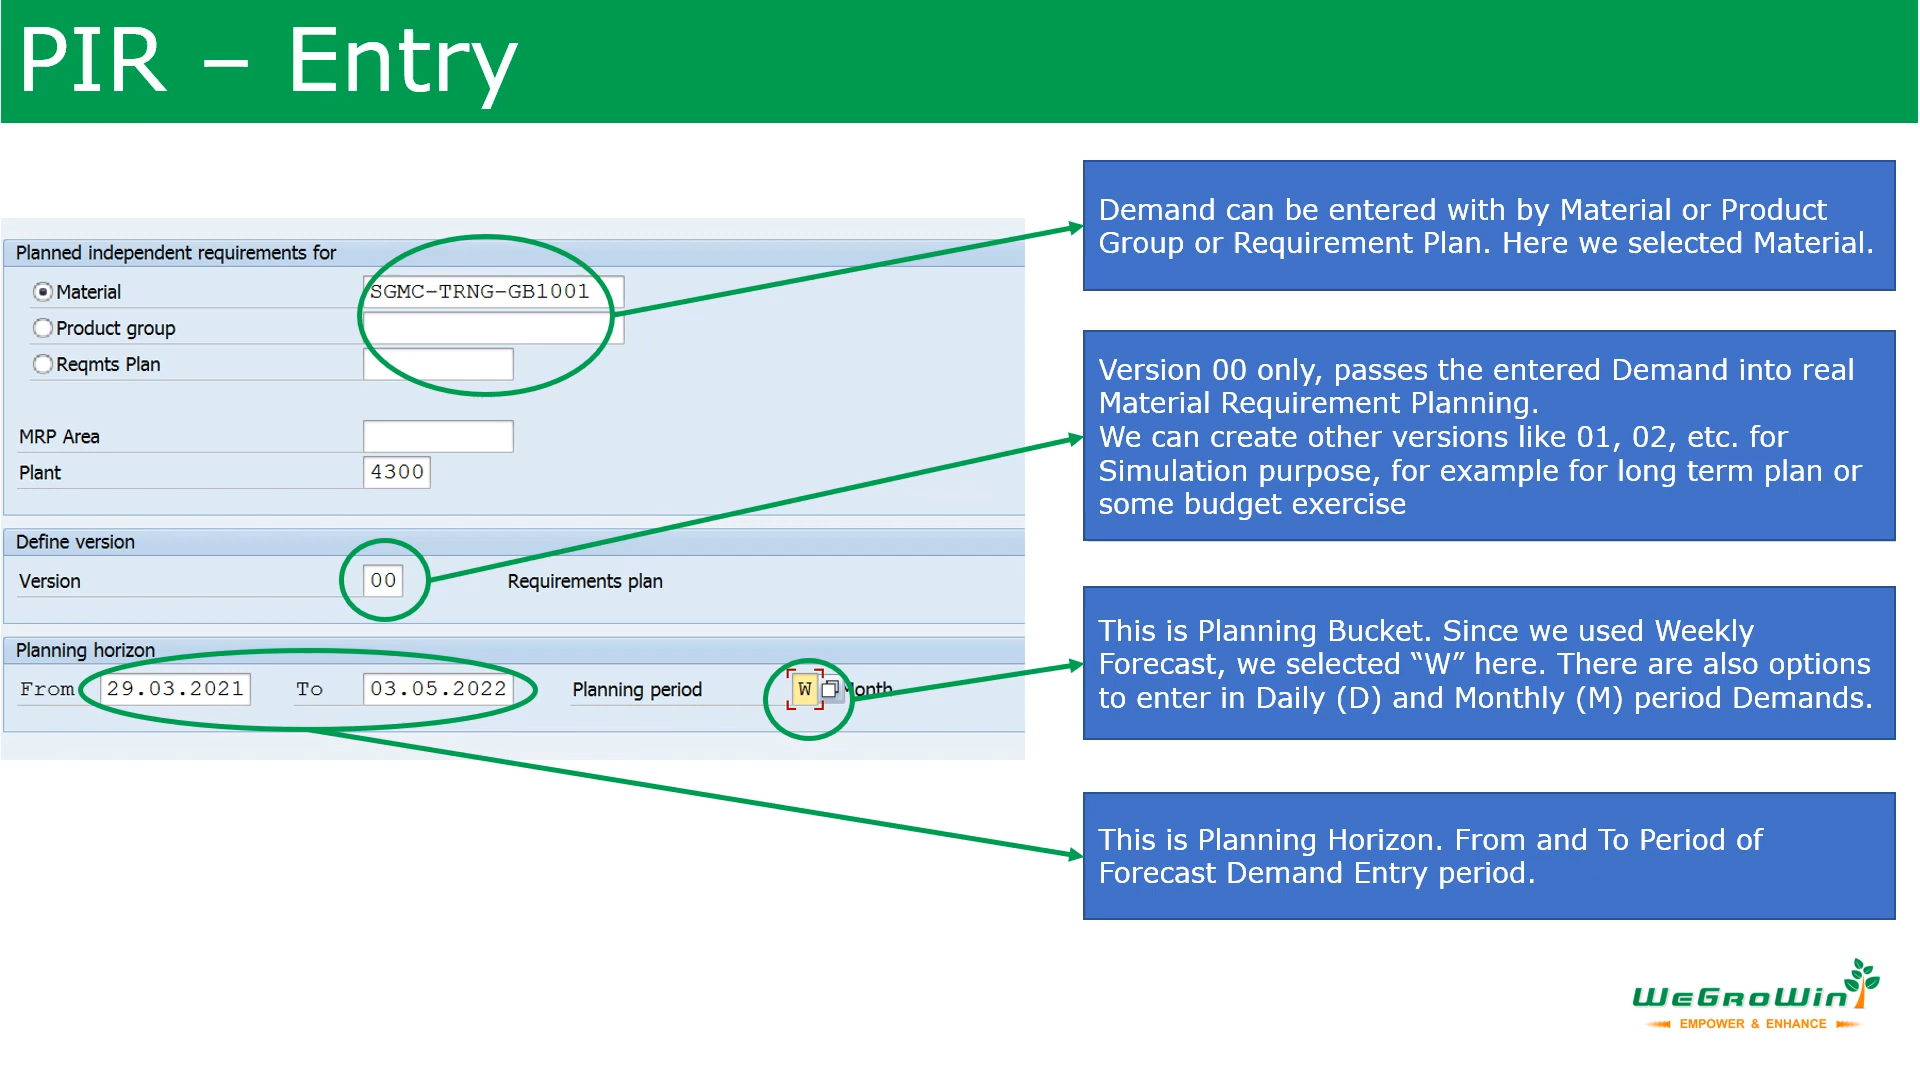 PIR – Entry
Planned independent requirements for
Material SGMC-TRNG-GB1001
Product group
Reqmts Plan
MRP Area
Plant 4300
Define version
Version 00 Requirements plan
Planning horizon
From 29.03.2021 To 03.05.2022 Planning period W Month
Demand can be entered with by Material or Product
Group or Requirement Plan. Here we selected Material.
Version 00 only, passes the entered Demand into real
Material Requirement Planning.
We can create other versions like 01, 02, etc. for
Simulation purpose, for example for long term plan or
some budget exercise
This is Planning Bucket. Since we used Weekly
Forecast, we selected “W” here. There are also options
to enter in Daily (D) and Monthly (M) period Demands.
This is Planning Horizon. From and To Period of
Forecast Demand Entry period.
WeGroWin
EMPOWER & ENHANCE